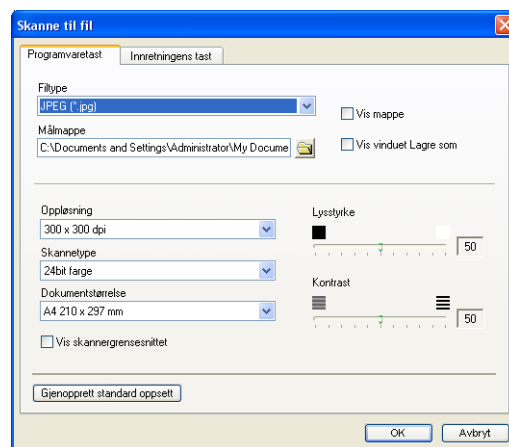 Skanne til fil
Programvaretast Innretningens tast
Filtype
JPEG (*.jpg)
Vis mappe
Målmappe
C:\Documents and Settings\Administrator\My Docume
Vis vinduet Lagre som
Oppløsning
300 x 300 dpi
Lysstyrke
50
Skannetype
24bit farge
Kontrast
50
Dokumentstørrelse
A4 210 x 297 mm
Vis skannergrensesnittet
Gjenopprett standard oppsett
OK Avbryt